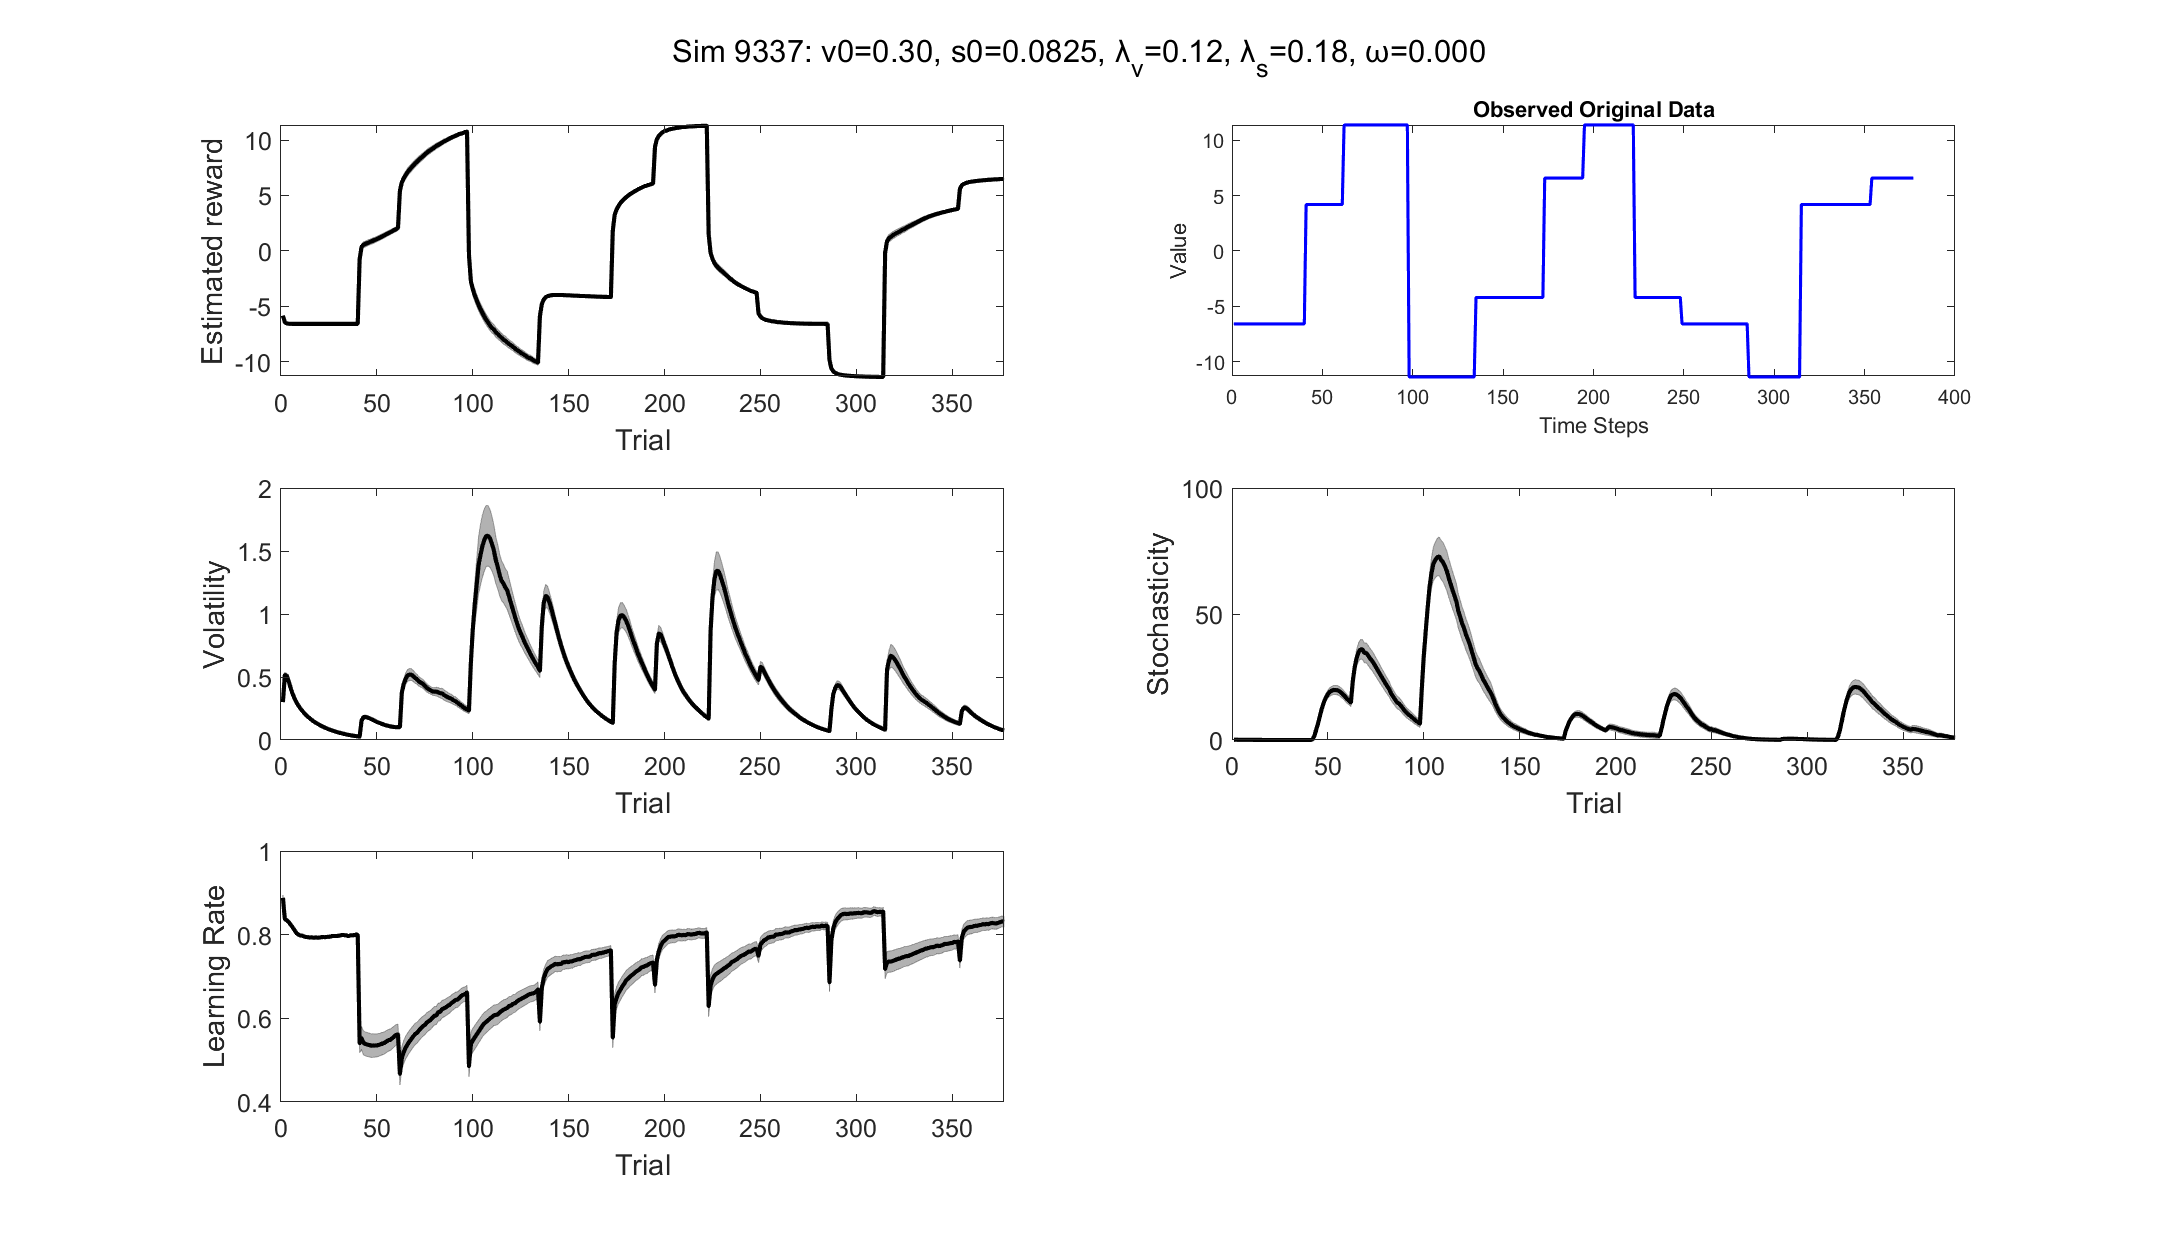 Sim 9337: v0=0.30, s0=0.0825, λv=0.12, λs=0.18, ω=0.000
Estimated reward
10
5
0
-5
-10
0 50 100 150 200 250 300 350
Trial
Observed Original Data
Value
10
5
0
-5
-10
0 50 100 150 200 250 300 350 400
Time Steps
Volatility
2
1.5
1
0.5
0
0 50 100 150 200 250 300 350
Trial
Stochasticity
100
50
0
0 50 100 150 200 250 300 350
Trial
Learning Rate
1
0.8
0.6
0.4
0 50 100 150 200 250 300 350
Trial